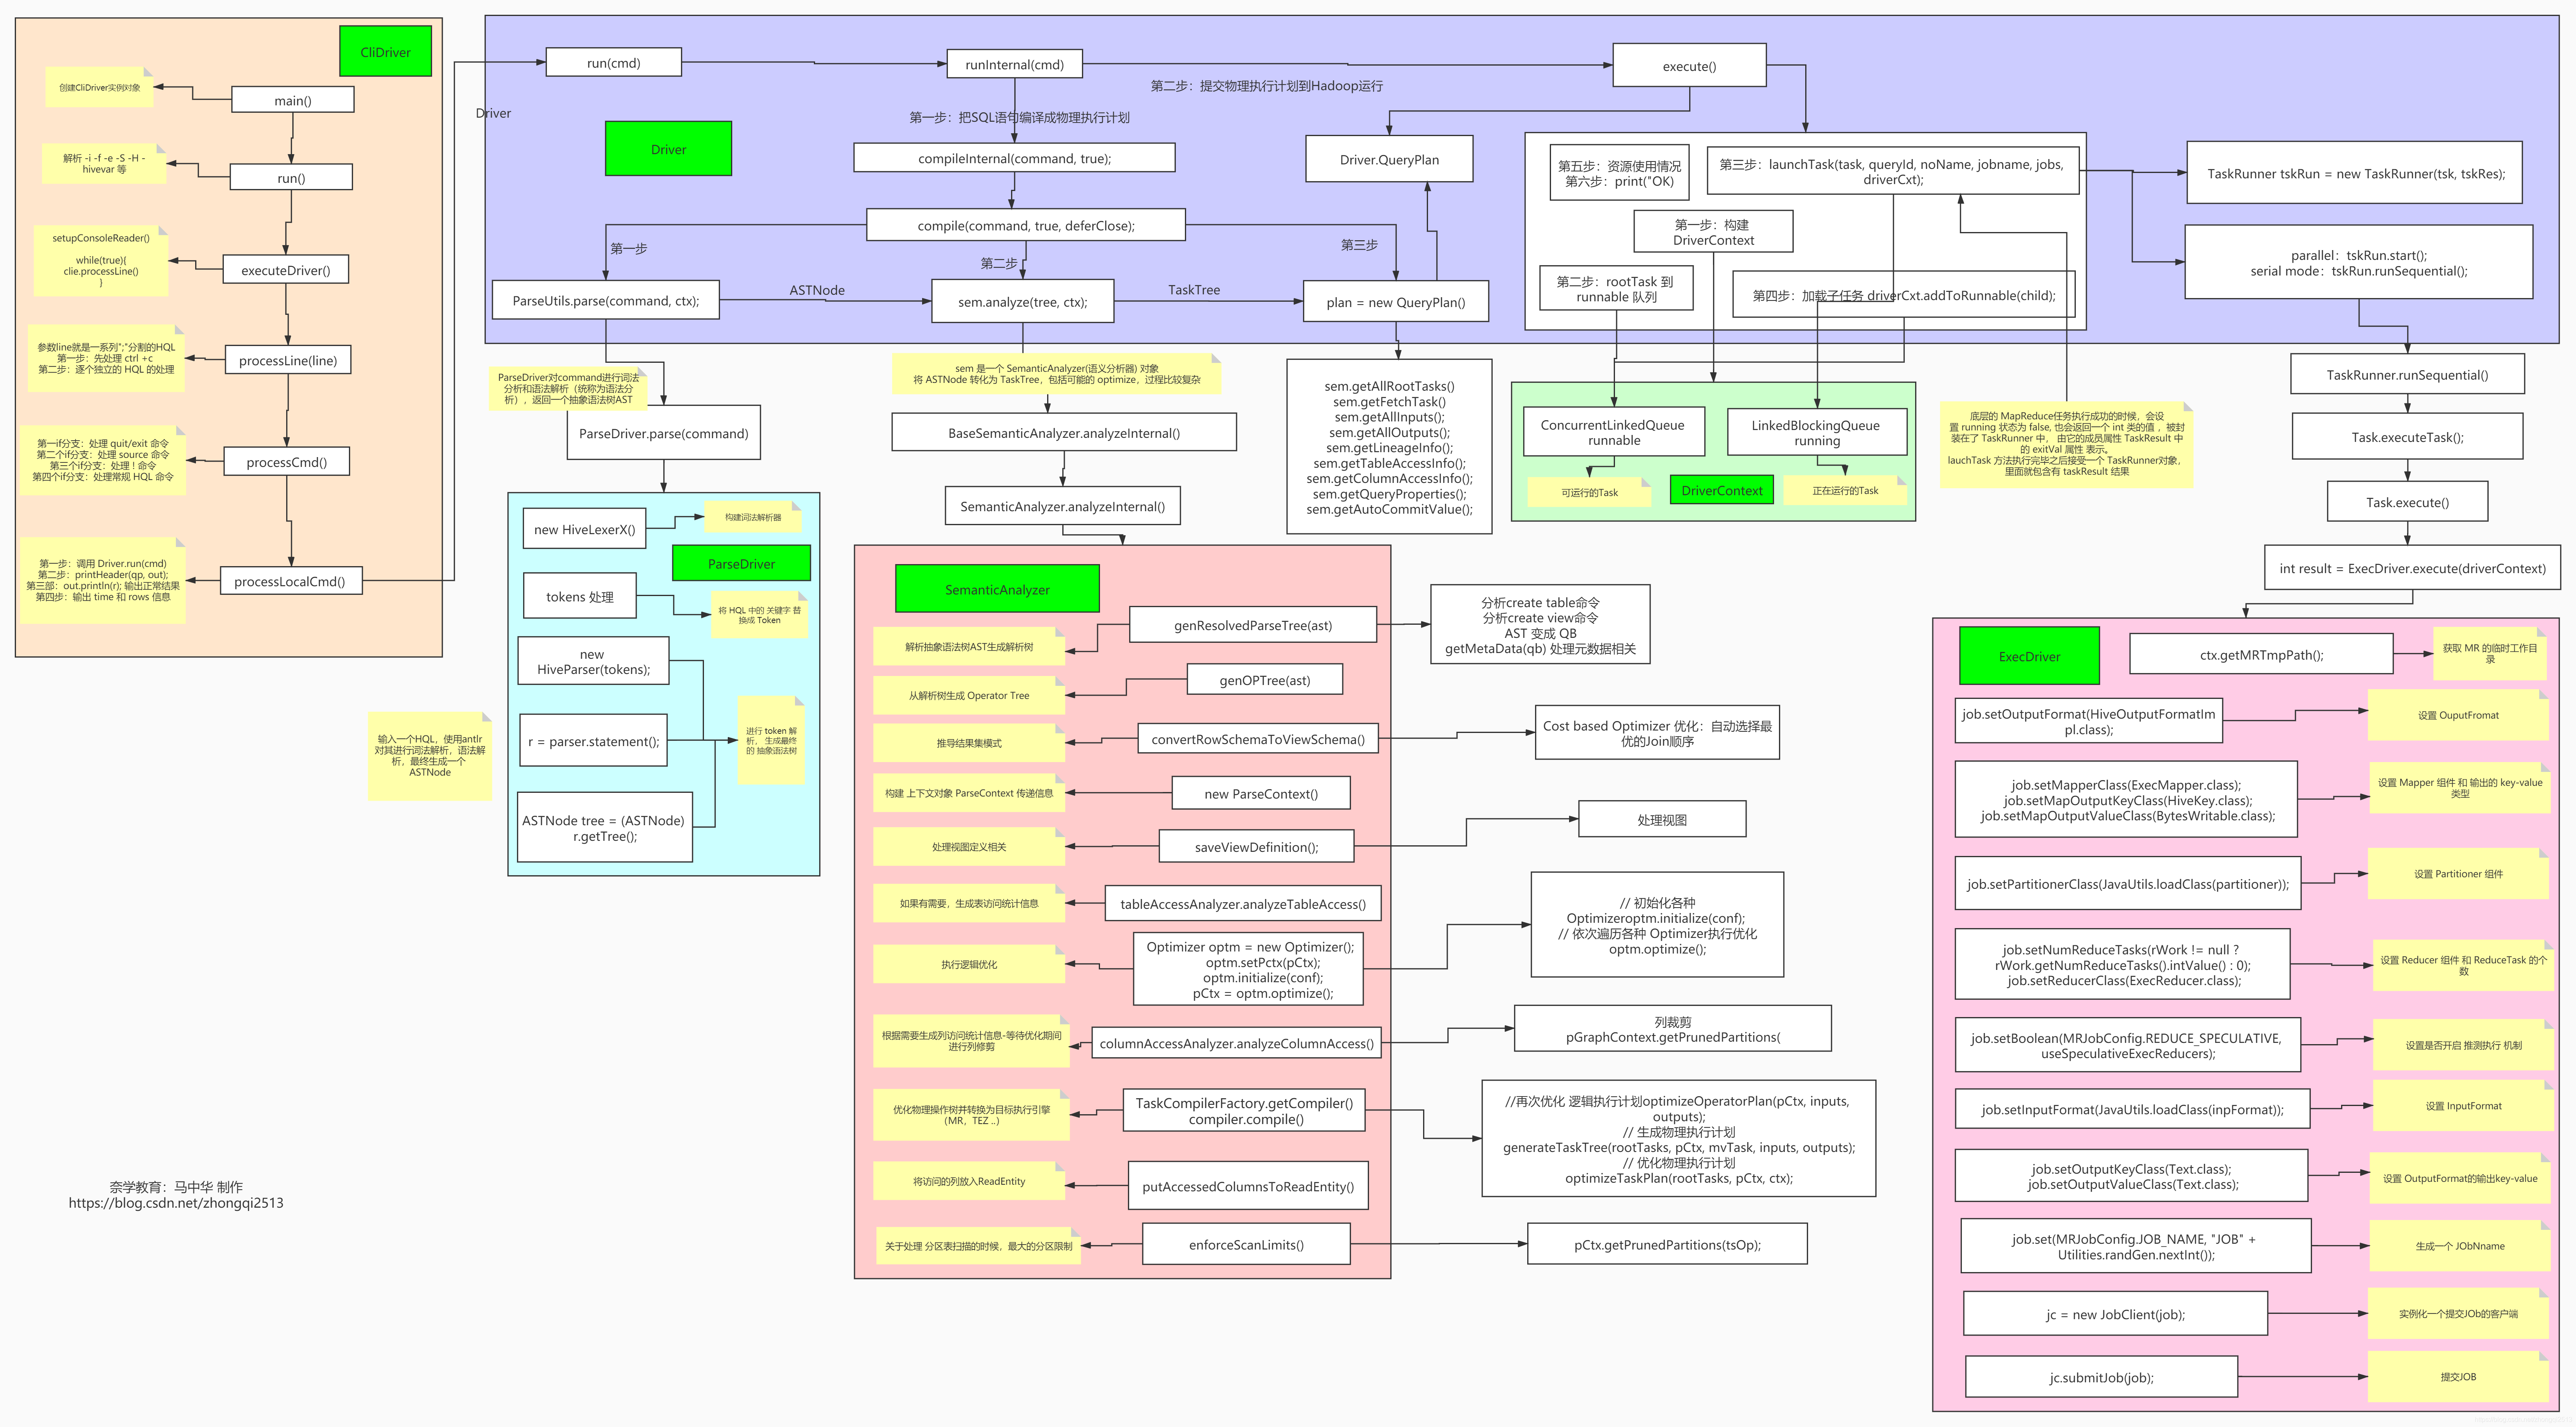 CliDriver
创建CliDriver实例对象
main()
解析 -i -f -e -S -H -
hivevar 等
run()
setupConsoleReader()
while(true){
clie.processLine()
}
executeDriver()
参数line就是一系列";"分割的HQL
第一步：先处理 ctrl +c
第二步：逐个独立的 HQL 的处理
processLine(line)
第一if分支：处理 quit/exit 命令
第二个if分支：处理 source 命令
第三个if分支：处理 ! 命令
第四个if分支：处理常规 HQL 命令
processCmd()
第一步：调用 Driver.run(cmd)
第二步：printHeader(qp, out);
第三部：out.println(r); 输出正常结果
第四步：输出 time 和 rows 信息
processLocalCmd()
Driver
run(cmd)
runInternal(cmd)
execute()
第二步：提交物理执行计划到Hadoop运行
第一步：把SQL语句编译成物理执行计划
Driver
compileInternal(command, true);
Driver.QueryPlan
compile(command, true, deferClose);
第一步
第二步
第三步
ParseUtils.parse(command, ctx);
ASTNode
sem.analyze(tree, ctx);
TaskTree
plan = new QueryPlan()
第五步：资源使用情况
第六步：print("OK)
第三步：launchTask(task, queryId, noName, jobname, jobs,
driverCxt);
第一步：构建
DriverContext
第二步：rootTask 到
runnable 队列
第四步：加载子任务 driverCxt.addToRunnable(child);
TaskRunner tskRun = new TaskRunner(tsk, tskRes);
parallel：tskRun.start();
serial mode：tskRun.runSequential();
ParseDriver对command进行词法
分析和语法解析（统称为语法分
析），返回一个抽象语法树AST
ParseDriver.parse(command)
sem 是一个 SemanticAnalyzer(语义分析器) 对象
将 ASTNode 转化为 TaskTree，包括可能的 optimize，过程比较复杂
BaseSemanticAnalyzer.analyzeInternal()
SemanticAnalyzer.analyzeInternal()
sem.getAllRootTasks()
sem.getFetchTask()
sem.getAllInputs();
sem.getAllOutputs();
sem.getLineageInfo();
sem.getTableAccessInfo();
sem.getColumnAccessInfo();
sem.getQueryProperties();
sem.getAutoCommitValue();
ConcurrentLinkedQueue
runnable
LinkedBlockingQueue
running
可运行的Task
DriverContext
正在运行的Task
底层的 MapReduce任务执行成功的时候，会设
置 running 状态为 false, 也会返回一个 int 类的值 ，被封
装在了 TaskRunner 中， 由它的成员属性 TaskResult 中
的 exitVal 属性 表示。
lauchTask 方法执行完毕之后接受一个 TaskRunner对象，
里面就包含有 taskResult 结果
TaskRunner.runSequential()
Task.executeTask();
Task.execute()
int result = ExecDriver.execute(driverContext)
new HiveLexerX()
构建词法解析器
ParseDriver
tokens 处理
将 HQL 中的 关键字 替
换成 Token
new
HiveParser(tokens);
r = parser.statement();
进行 token 解
析， 生成最终
的 抽象语法树
ASTNode tree = (ASTNode)
r.getTree();
输入一个HQL，使用antlr
对其进行词法解析，语法解
析，最终生成一个
ASTNode
SemanticAnalyzer
解析抽象语法树AST生成解析树
genResolvedParseTree(ast)
分析create table命令
分析create view命令
AST 变成 QB
getMetaData(qb) 处理元数据相关
从解析树生成 Operator Tree
genOPTree(ast)
推导结果集模式
convertRowSchemaToViewSchema()
Cost based Optimizer 优化：自动选择最
优的Join顺序
构建 上下文对象 ParseContext 传递信息
new ParseContext()
处理视图定义相关
saveViewDefinition();
处理视图
如果有需要，生成表访问统计信息
tableAccessAnalyzer.analyzeTableAccess()
执行逻辑优化
Optimizer optm = new Optimizer();
optm.setPctx(pCtx);
optm.initialize(conf);
pCtx = optm.optimize();
// 初始化各种
Optimizeroptm.initialize(conf);
// 依次遍历各种 Optimizer执行优化
optm.optimize();
根据需要生成列访问统计信息-等待优化期间
进行列修剪
columnAccessAnalyzer.analyzeColumnAccess()
列裁剪
pGraphContext.getPrunedPartitions(
优化物理操作树并转换为目标执行引擎
（MR，TEZ ..）
TaskCompilerFactory.getCompiler()
compiler.compile()
//再次优化 逻辑执行计划optimizeOperatorPlan(pCtx, inputs,
outputs);
// 生成物理执行计划
generateTaskTree(rootTasks, pCtx, mvTask, inputs, outputs);
// 优化物理执行计划
optimizeTaskPlan(rootTasks, pCtx, ctx);
将访问的列放入ReadEntity
putAccessedColumnsToReadEntity()
关于处理 分区表扫描的时候，最大的分区限制
enforceScanLimits()
pCtx.getPrunedPartitions(tsOp);
ExecDriver
ctx.getMRTmpPath();
获取 MR 的临时工作目
录
job.setOutputFormat(HiveOutputFormatIm
pl.class);
设置 OuputFromat
job.setMapperClass(ExecMapper.class);
job.setMapOutputKeyClass(HiveKey.class);
job.setMapOutputValueClass(BytesWritable.class);
设置 Mapper 组件 和 输出的 key-value
类型
job.setPartitionerClass(JavaUtils.loadClass(partitioner));
设置 Partitioner 组件
job.setNumReduceTasks(rWork != null ?
rWork.getNumReduceTasks().intValue() : 0);
job.setReducerClass(ExecReducer.class);
设置 Reducer 组件 和 ReduceTask 的个
数
job.setBoolean(MRJobConfig.REDUCE_SPECULATIVE,
useSpeculativeExecReducers);
设置是否开启 推测执行 机制
job.setInputFormat(JavaUtils.loadClass(inpFormat));
设置 InputFormat
job.setOutputKeyClass(Text.class);
job.setOutputValueClass(Text.class);
设置 OutputFormat的输出key-value
job.set(MRJobConfig.JOB_NAME, "JOB" +
Utilities.randGen.nextInt());
生成一个 JObNname
jc = new JobClient(job);
实例化一个提交JOb的客户端
jc.submitJob(job);
提交JOB
奈学教育：马中华 制作
https://blog.csdn.net/zhongqi2513